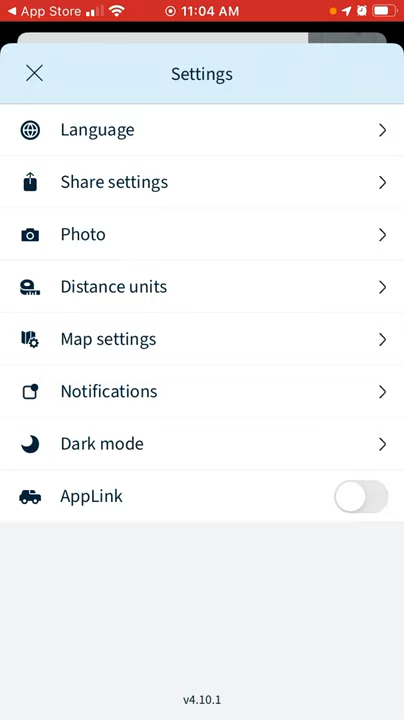 App Store
11:04 AM
Settings
Language
Share settings
Photo
Distance units
Map settings
Notifications
Dark mode
AppLink
v4.10.1